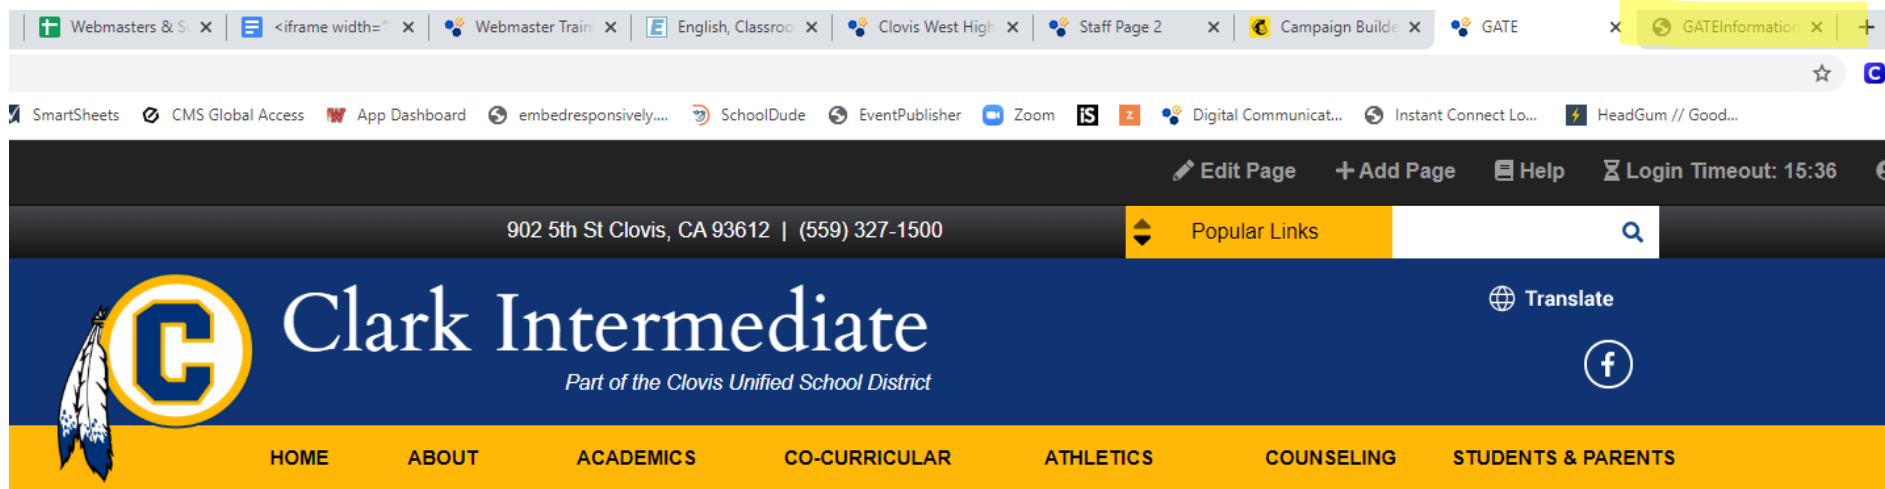 Webmasters & S <iframe width=" Webmaster Train English, Classroo Clovis West High Staff Page 2 Campaign Builde GATE GATEInformation
SmartSheets CMS Global Access App Dashboard embedresponsively.... SchoolDude EventPublisher Zoom iS z Digital Communicat... Instant Connect Lo... HeadGum // Good...
Edit Page + Add Page Help Login Timeout: 15:36
902 5th St Clovis, CA 93612 | (559) 327-1500 Popular Links
Clark Intermediate
Translate
Part of the Clovis Unified School District
HOME ABOUT ACADEMICS CO-CURRICULAR ATHLETICS COUNSELING STUDENTS & PARENTS